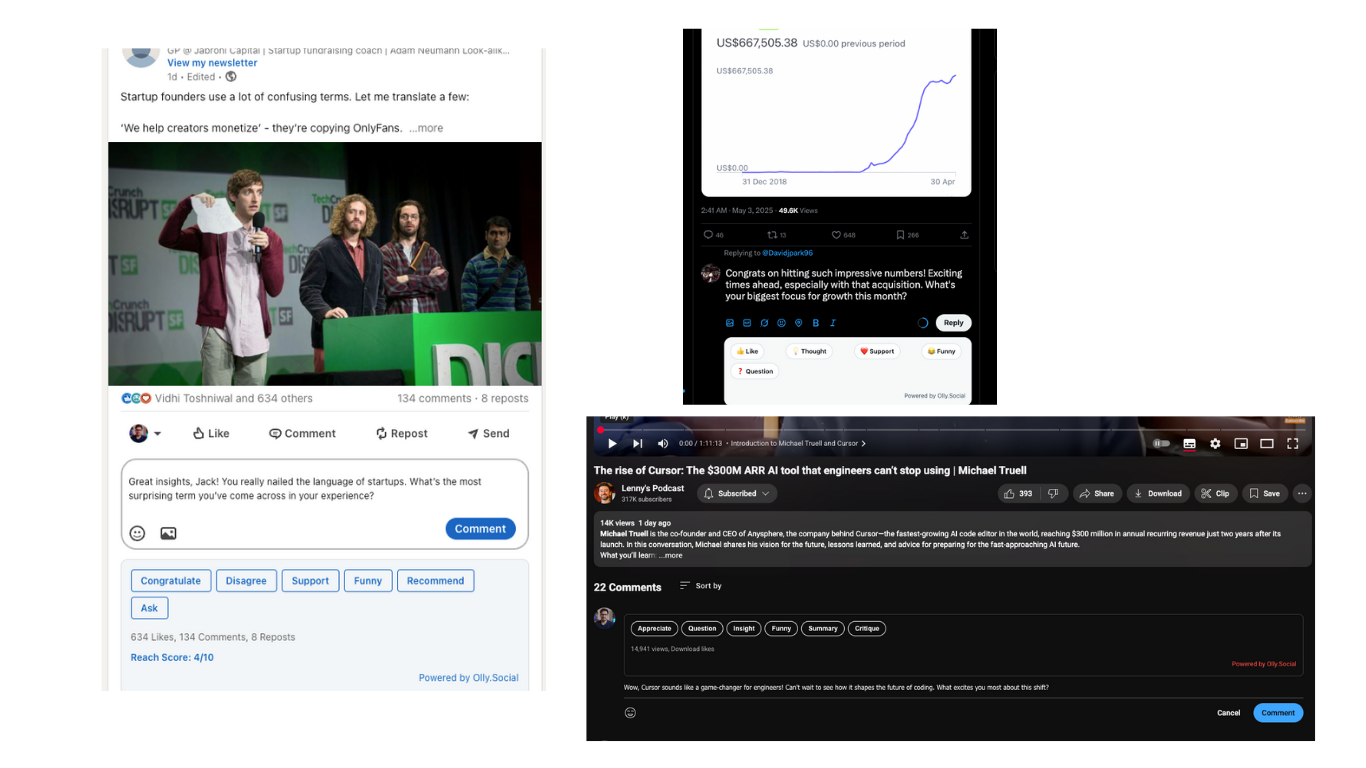 GP @ Jabroni Capital | Startup fundraising coach | Adam Neumann Look-alik...
View my newsletter
1d • Edited •
Startup founders use a lot of confusing terms. Let me translate a few:
‘We help creators monetize’ - they’re copying OnlyFans. ...more
Crunch
DISRUPT SF
TechCrunch
DISRUPT SF
SF
DIS
Vidhi Toshniwal and 634 others
134 comments • 8 reposts
Like
Comment
Repost
Send
Great insights, Jack! You really nailed the language of startups. What's the most
surprising term you've come across in your experience?
Comment
Congratulate
Disagree
Support
Funny
Recommend
Ask
634 Likes, 134 Comments, 8 Reposts
Reach Score: 4/10
Powered by Olly.Social
US$667,505.38 US$0.00 previous period
US$667,505.38
US$0.00
31 Dec 2018
30 Apr
2:41 AM · May 3, 2025 · 49.6K Views
46
13
648
266
Replying to @Davidjpark96
Congrats on hitting such impressive numbers! Exciting
times ahead, especially with that acquisition. What's
your biggest focus for growth this month?
B
I
Reply
👍 Like
💡 Thought
❤️ Support
😂 Funny
❓ Question
Powered by Olly.Social
Play (k)
Subscribe
0:00 / 1:11:13 • Introduction to Michael Truell and Cursor >
The rise of Cursor: The $300M ARR AI tool that engineers can’t stop using | Michael Truell
Lenny's Podcast
317K subscribers
Subscribed
393
Share
Download
Clip
Save
14K views 1 day ago
Michael Truell is the co-founder and CEO of Anysphere, the company behind Cursor—the fastest-growing AI code editor in the world, reaching $300 million in annual recurring revenue just two years after its
launch. In this conversation, Michael shares his vision for the future, lessons learned, and advice for preparing for the fast-approaching AI future.
What you'll learn: ...more
22 Comments
Sort by
Appreciate
Question
Insight
Funny
Summary
Critique
14,941 views, Download likes
Powered by Olly.Social
Wow, Cursor sounds like a game-changer for engineers! Can't wait to see how it shapes the future of coding. What excites you most about this shift?
Cancel
Comment